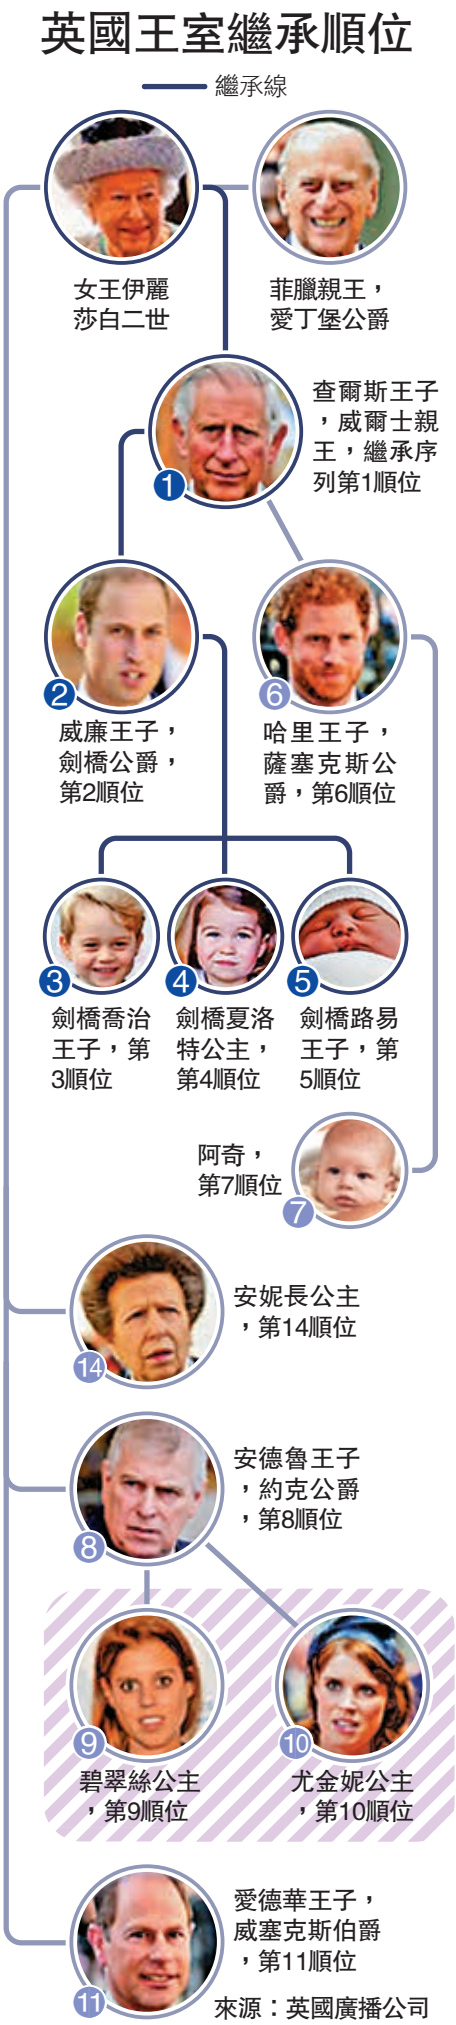 英國王室繼承順位
繼承線
女王伊麗
莎白二世
菲臘親王，
愛丁堡公爵
查爾斯王子
，威爾士親
王，繼承序
列第1順位
1
2
威廉王子，
劍橋公爵，
第2順位
6
哈里王子，
薩塞克斯公
爵，第6順位
3
劍橋喬治
王子，第
3順位
4
劍橋夏洛
特公主，
第4順位
5
劍橋路易
王子，第
5順位
阿奇，
第7順位
7
安妮長公主
，第14順位
14
安德魯王子
，約克公爵
，第8順位
8
9
碧翠絲公主
，第9順位
10
尤金妮公主
，第10順位
愛德華王子，
威塞克斯伯爵
，第11順位
11
來源：英國廣播公司